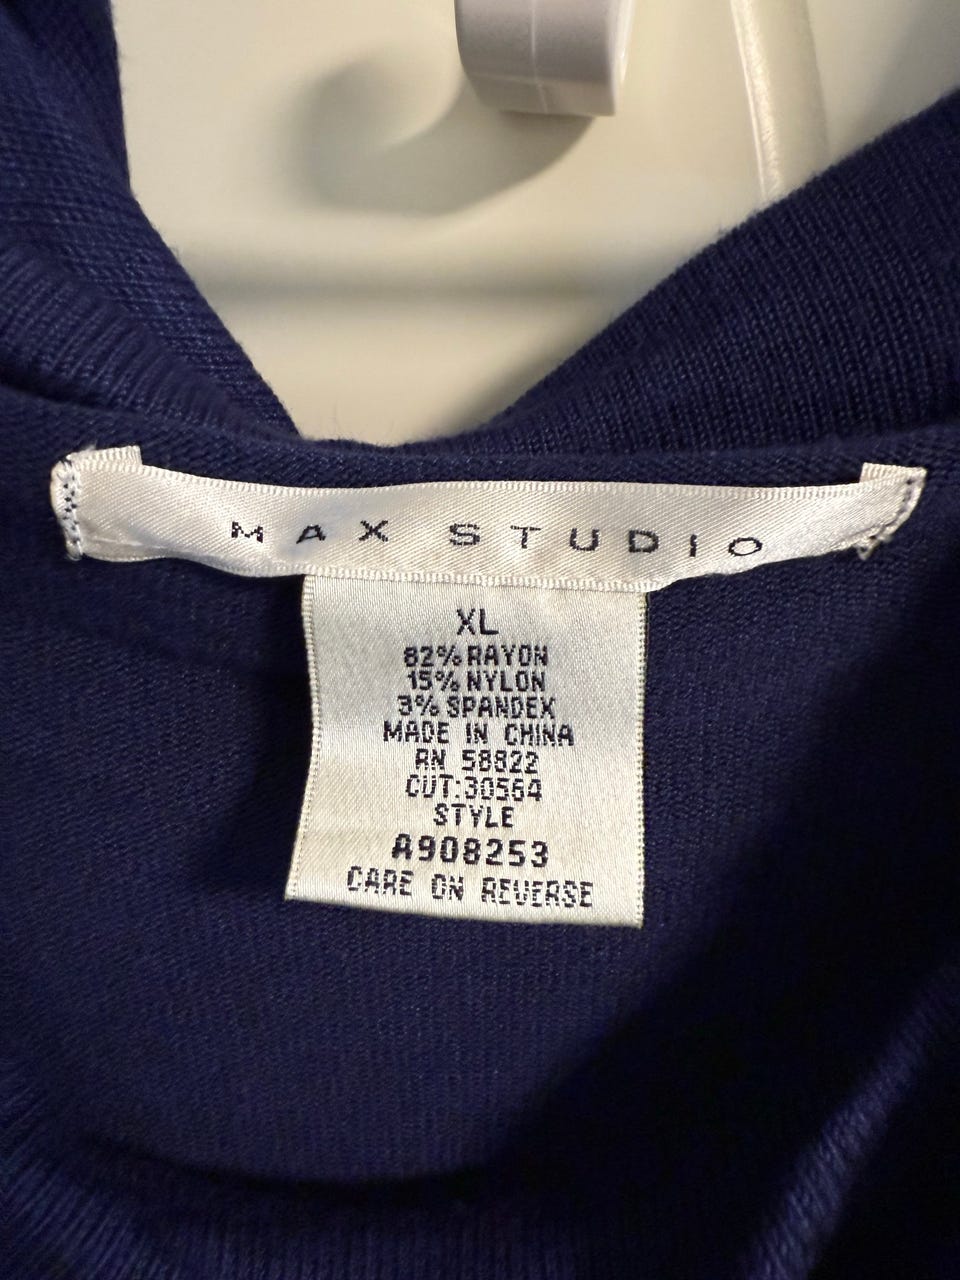 MAX STUDIO
XL
82% RAYON
15% NYLON
3% SPANDEX
MADE IN CHINA
RN 58822
CUT:30564
STYLE
A908253
CARE ON REVERSE